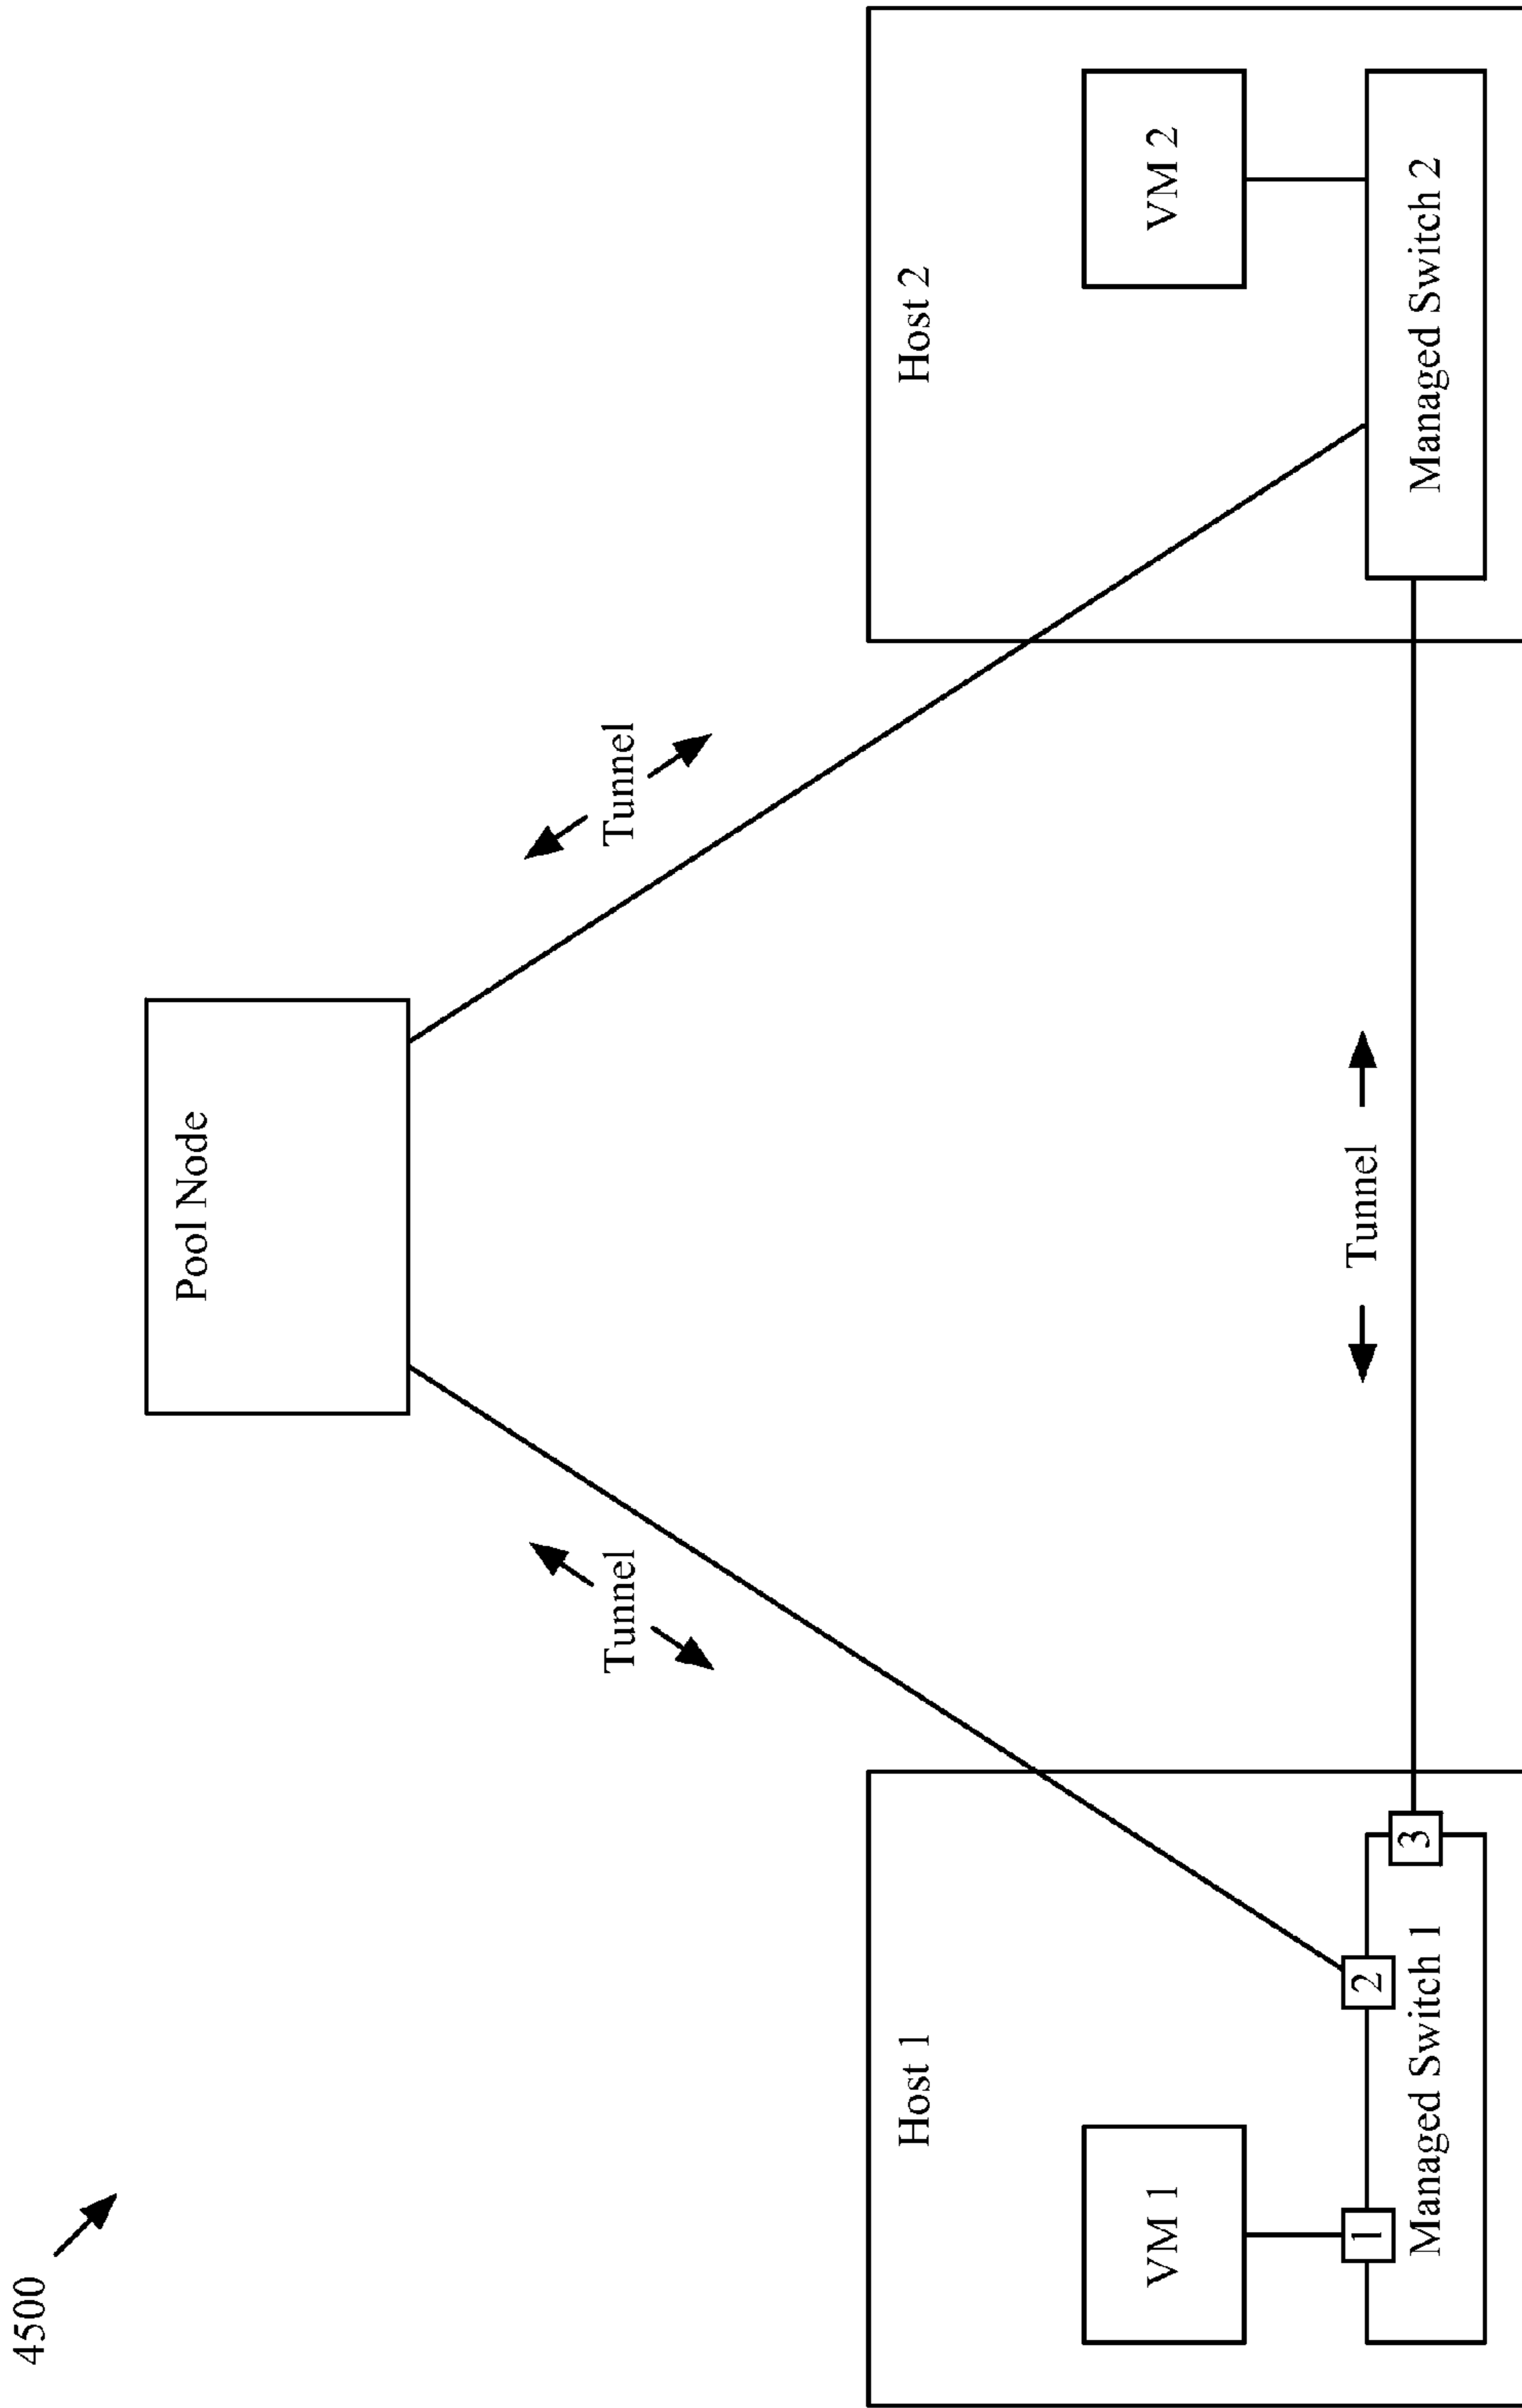 4500
Pool Node
Tunnel
Tunnel
Host 1
Host 2
VM 1
VM 2
Tunnel
1
2
3
Managed Switch 1
Managed Switch 2